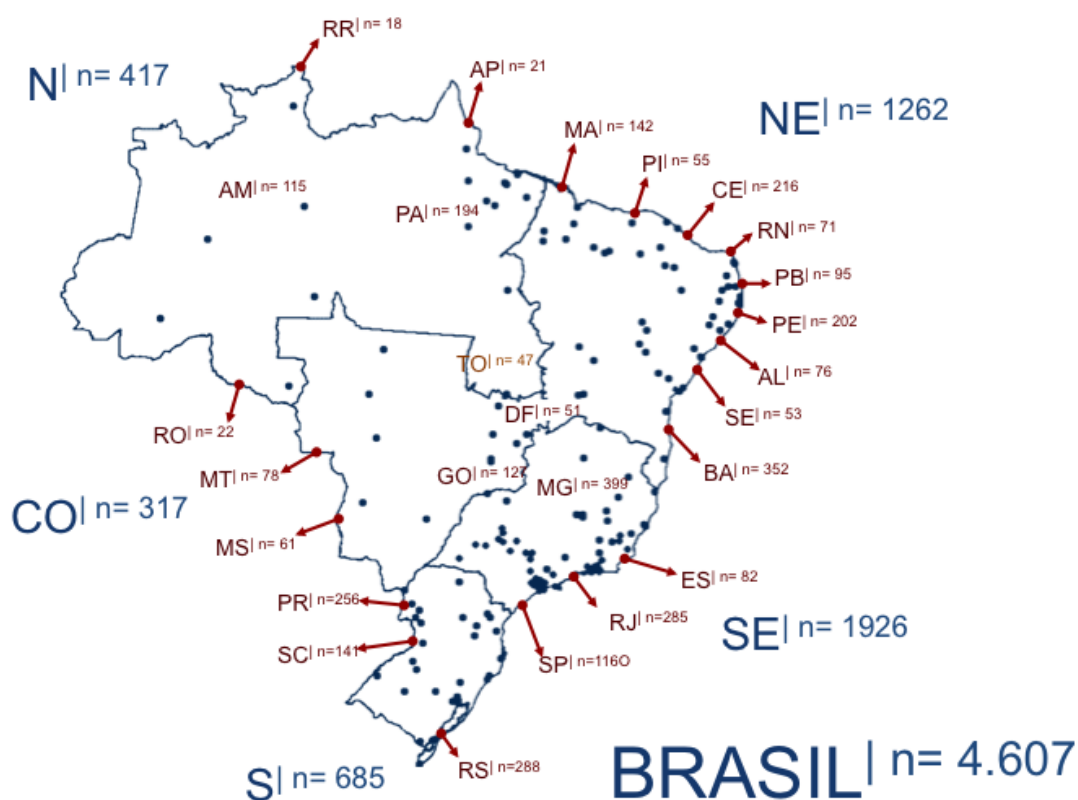 RR| n= 18
N| n= 417
AP| n= 21
NE| n= 1262
MA| n= 142
PI| n= 55
CE| n= 216
AM| n= 115
PA| n= 194
RN| n= 71
PB| n= 95
PE| n= 202
TO| n= 47
AL| n= 76
DF| n= 51
SE| n= 53
RO| n= 22
MT| n= 78
GO| n= 127
MG| n= 399
BA| n= 352
CO| n= 317
MS| n= 61
ES| n= 82
PR| n=256
RJ| n=285
SE| n= 1926
SC| n=141
SP| n=116O
S| n= 685
RS| n=288
BRASIL| n= 4.607